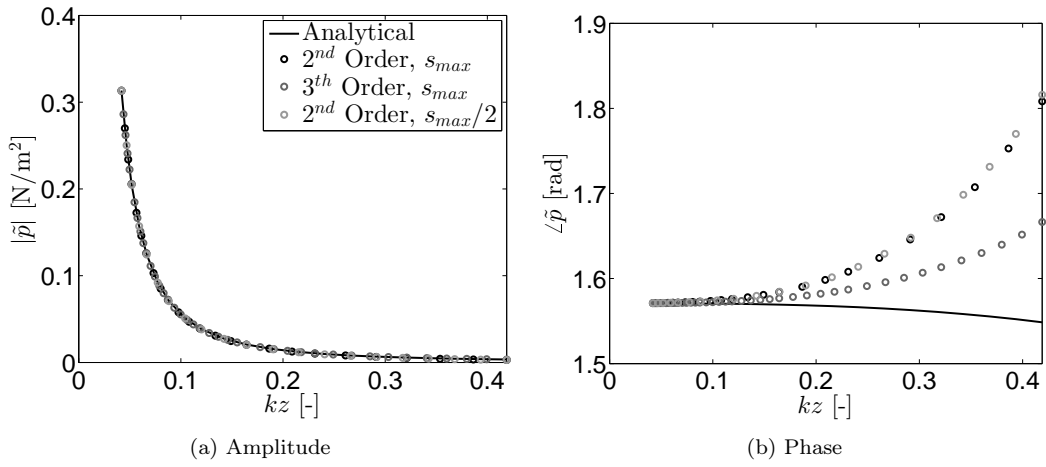 0.4
0.3
0.2
0.1
0
|p̃| [N/m²]
Analytical
2ⁿᵈ Order, sₘₐₓ
3ᵗʰ Order, sₘₐₓ
2ⁿᵈ Order, sₘₐₓ/2
0 0.1 0.2 0.3 0.4
kz [-]
(a) Amplitude
1.9
1.8
1.7
1.6
1.5
∠p̃ [rad]
0 0.1 0.2 0.3 0.4
kz [-]
(b) Phase